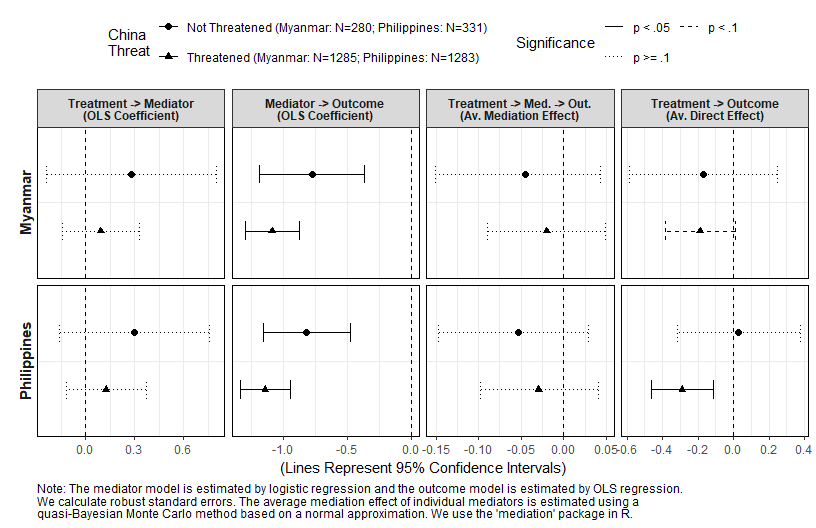 China
Threat
Not Threatened (Myanmar: N=280; Philippines: N=331)
Threatened (Myanmar: N=1285; Philippines: N=1283)
Significance
p < .05
p < .1
p >= .1
Treatment -> Mediator
(OLS Coefficient)
Mediator -> Outcome
(OLS Coefficient)
Treatment -> Med. -> Out.
(Av. Mediation Effect)
Treatment -> Outcome
(Av. Direct Effect)
Myanmar
Philippines
0.0 0.3 0.6
-1.0 -0.5 0.0
-0.15 -0.10 -0.05 0.00 0.05
-0.6 -0.4 -0.2 0.0 0.2 0.4
(Lines Represent 95% Confidence Intervals)
Note: The mediator model is estimated by logistic regression and the outcome model is estimated by OLS regression.
We calculate robust standard errors. The average mediation effect of individual mediators is estimated using a
quasi-Bayesian Monte Carlo method based on a normal approximation. We use the 'mediation' package in R.